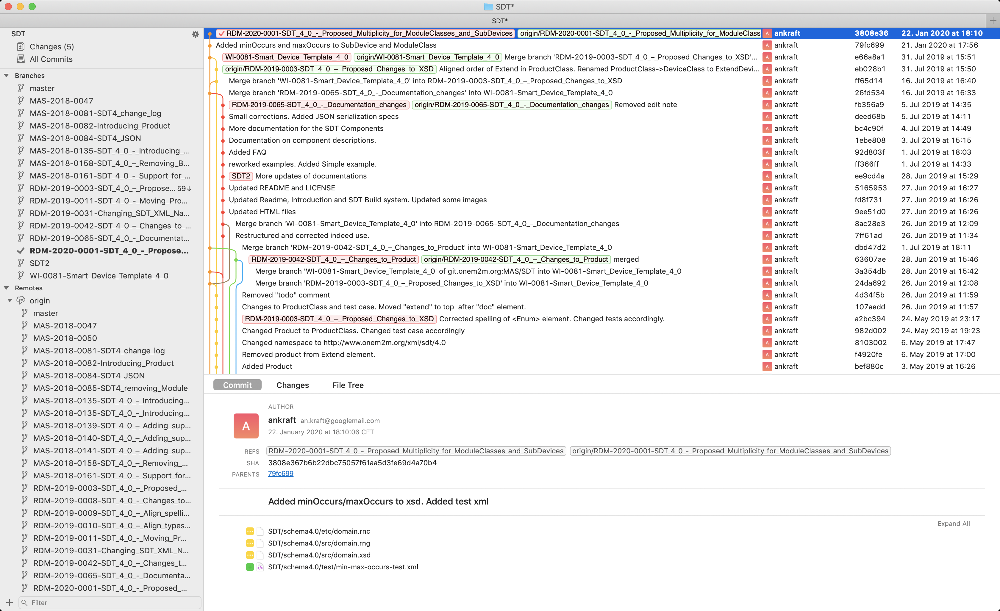 SDT*
SDT*
SDT
Changes (5)
All Commits
Branches
master
MAS-2018-0047
MAS-2018-0081-SDT4_change_log
MAS-2018-0082-Introducing_Product
MAS-2018-0084-SDT4_JSON
MAS-2018-0135-SDT_4_0_-_Introducing_...
MAS-2018-0158-SDT_4_0_–_Removing_B...
MAS-2018-0161-SDT_4_0_-_Support_for_...
RDM-2019-0003-SDT_4_0_–_Propose... 59↓
RDM-2019-0011-SDT_4_0_-_Moving_Pro...
RDM-2019-0031-Changing_SDT_XML_Na...
RDM-2019-0042-SDT_4_0_–_Changes_to_...
RDM-2019-0065-SDT_4_0_-_Documentat...
RDM-2020-0001-SDT_4_0_-_Propose...
SDT2
WI-0081-Smart_Device_Template_4_0
Remotes
origin
master
MAS-2018-0047
MAS-2018-0050
MAS-2018-0081-SDT4_change_log
MAS-2018-0082-Introducing_Product
MAS-2018-0084-SDT4_JSON
MAS-2018-0085-SDT4_removing_Module
MAS-2018-0135-SDT_4_0_-_Introducing...
MAS-2018-0135-SDT_4_0_-_Introducing...
MAS-2018-0139-SDT_4_0_–_Adding_sup...
MAS-2018-0140-SDT_4_0_–_Adding_sup...
MAS-2018-0141-SDT_4_0_–_Adding_sup...
MAS-2018-0158-SDT_4_0_–_Removing_...
MAS-2018-0161-SDT_4_0_-_Support_for...
RDM-2019-0003-SDT_4_0_–_Proposed_...
RDM-2019-0008-SDT_4_0_-_Changes_to...
RDM-2019-0009-SDT_4_0_–_Align_spelli...
RDM-2019-0010-SDT_4_0_–_Align_types...
RDM-2019-0011-SDT_4_0_-_Moving_Pr...
RDM-2019-0031-Changing_SDT_XML_N...
RDM-2019-0042-SDT_4_0_–_Changes_t...
RDM-2019-0065-SDT_4_0_-_Documenta...
RDM-2020-0001-SDT_4_0_-_Proposed_...
Filter
RDM-2020-0001-SDT_4_0_-_Proposed_Multiplicity_for_ModuleClasses_and_SubDevices origin/RDM-2020-0001-SDT_4_0_-_Proposed_Multiplicity_for_ModuleClass A ankraft 3808e36 22. Jan 2020 at 18:10
Added minOccurs and maxOccurs to SubDevice and ModuleClass A ankraft 79fc699 21. Jan 2020 at 17:56
WI-0081-Smart_Device_Template_4_0 origin/WI-0081-Smart_Device_Template_4_0 Merge branch 'RDM-2019-0003-SDT_4_0_–_Proposed_Changes_to_XSD'... A ankraft e66a8a1 31. Jul 2019 at 15:51
origin/RDM-2019-0003-SDT_4_0_–_Proposed_Changes_to_XSD Aligned order of Extend in ProductClass. Renamed ProductClass->DeviceClass to ExtendDevi... A ankraft eb028b1 31. Jul 2019 at 15:50
Merge branch 'WI-0081-Smart_Device_Template_4_0' into RDM-2019-0003-SDT_4_0_–_Proposed_Changes_to_XSD A ankraft ff65d14 16. Jul 2019 at 16:40
Merge branch 'RDM-2019-0065-SDT_4_0_-_Documentation_changes' into WI-0081-Smart_Device_Template_4_0 A ankraft 26fd534 16. Jul 2019 at 16:33
RDM-2019-0065-SDT_4_0_-_Documentation_changes origin/RDM-2019-0065-SDT_4_0_-_Documentation_changes Removed edit note A ankraft fb356a9 5. Jul 2019 at 14:35
Small corrections. Added JSON serialization specs A ankraft deed68b 5. Jul 2019 at 14:11
More documentation for the SDT Components A ankraft bc4c90f 4. Jul 2019 at 14:49
Documentation on component descriptions. A ankraft 1ebe808 3. Jul 2019 at 15:15
Added FAQ A ankraft 92d803f 1. Jul 2019 at 18:03
reworked examples. Added Simple example. A ankraft ff366ff 1. Jul 2019 at 14:33
SDT2 More updates of documentations A ankraft ee9cd4a 28. Jun 2019 at 15:29
Updated README and LICENSE A ankraft 5165953 27. Jun 2019 at 16:27
Updated Readme, Introduction and SDT Build system. Updated some images A ankraft fd8f731 27. Jun 2019 at 16:26
Updated HTML files A ankraft 9ee51d0 27. Jun 2019 at 16:26
Merge branch 'WI-0081-Smart_Device_Template_4_0' into RDM-2019-0065-SDT_4_0_-_Documentation_changes A ankraft 8ac28e3 26. Jun 2019 at 12:09
Restructured and corrected indeed use. A ankraft 7ff61ad 26. Jun 2019 at 11:34
Merge branch 'RDM-2019-0042-SDT_4_0_–_Changes_to_Product' into WI-0081-Smart_Device_Template_4_0 A ankraft dbd47d2 1. Jul 2019 at 18:11
RDM-2019-0042-SDT_4_0_–_Changes_to_Product origin/RDM-2019-0042-SDT_4_0_–_Changes_to_Product merged A ankraft 63607ae 28. Jun 2019 at 15:46
Merge branch 'WI-0081-Smart_Device_Template_4_0' of git.onem2m.org:MAS/SDT into WI-0081-Smart_Device_Template_4_0 A ankraft 3a354db 28. Jun 2019 at 15:42
Merge branch 'RDM-2019-0003-SDT_4_0_–_Proposed_Changes_to_XSD' into WI-0081-Smart_Device_Template_4_0 A ankraft 24da692 26. Jun 2019 at 12:08
Removed "todo" comment A ankraft 4d34f5b 26. Jun 2019 at 11:59
Changes to ProductClass and test case. Moved "extend" to top after "doc" element. A ankraft 107aedd 26. Jun 2019 at 11:57
RDM-2019-0003-SDT_4_0_–_Proposed_Changes_to_XSD Corrected spelling of <Enum> element. Changed tests accordingly. A ankraft a2bc394 24. May 2019 at 23:17
Changed Product to ProductClass. Changed test case accordingly A ankraft 982d002 24. May 2019 at 19:23
Changed namespace to http://www.onem2m.org/xml/sdt/4.0 A ankraft 8103002 6. May 2019 at 17:47
Removed product from Extend element. A ankraft f4920fe 6. May 2019 at 17:00
Added Product A ankraft bef880c 3. May 2019 at 16:26
Commit Changes File Tree
AUTHOR
A
ankraft an.kraft@googlemail.com
22. January 2020 at 18:10:06 CET
REFS RDM-2020-0001-SDT_4_0_-_Proposed_Multiplicity_for_ModuleClasses_and_SubDevices origin/RDM-2020-0001-SDT_4_0_-_Proposed_Multiplicity_for_ModuleClasses_and_SubDevices
SHA 3808e367b6b22dbc75057f61aa5d3fe69d4a70b4
PARENTS 79fc699
Added minOccurs/maxOccurs to xsd. Added test xml
Expand All
SDT/schema4.0/etc/domain.rnc
SDT/schema4.0/src/domain.rng
SDT/schema4.0/src/domain.xsd
SDT/schema4.0/test/min-max-occurs-test.xml